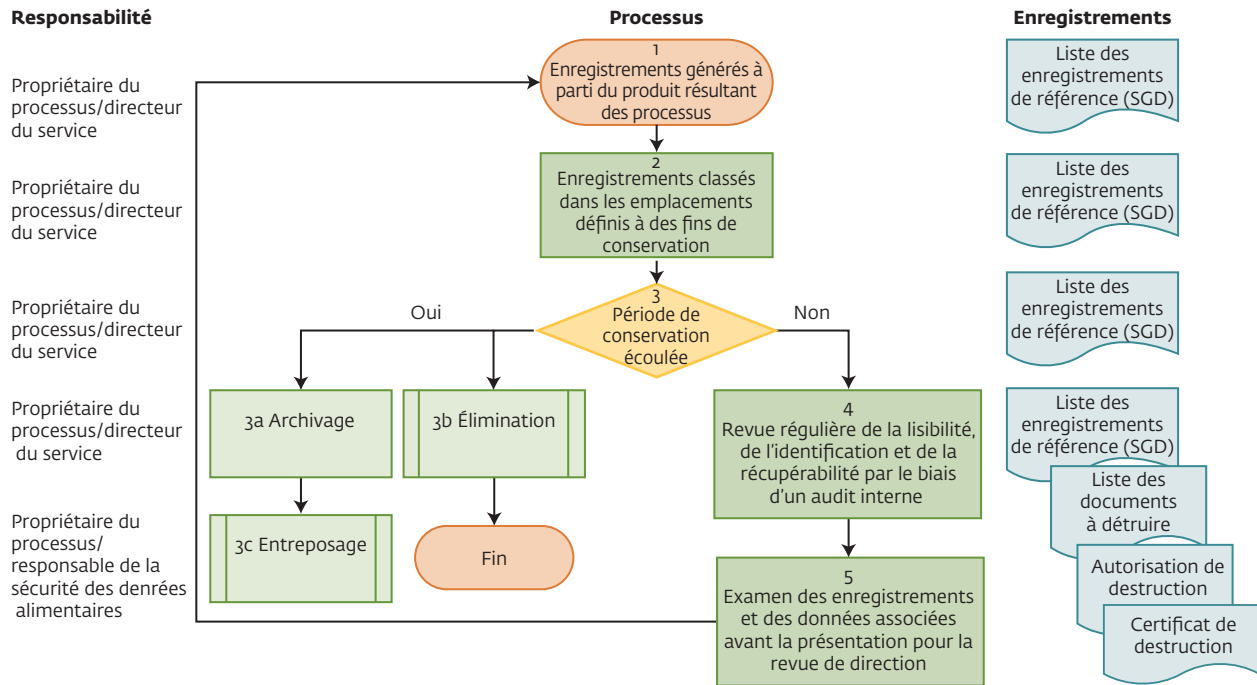 Responsabilité
Processus
Enregistrements
Propriétaire du
processus/directeur
du service
1
Enregistrements générés à
parti du produit résultant
des processus
Liste des
enregistrements
de référence (SGD)
Propriétaire du
processus/directeur
du service
2
Enregistrements classés
dans les emplacements
définis à des fins de
conservation
Liste des
enregistrements
de référence (SGD)
Propriétaire du
processus/directeur
du service
Oui
3
Période de
conservation
écoulée
Non
Liste des
enregistrements
de référence (SGD)
Propriétaire du
processus/directeur
du service
3a Archivage
3b Élimination
4
Revue régulière de la lisibilité,
de l'identification et de la
récupérabilité par le biais
d'un audit interne
Liste des
enregistrements
de référence (SGD)
Liste des
documents
à détruire
Propriétaire du
processus/
responsable de la
sécurité des denrées
alimentaires
3c Entreposage
Fin
5
Examen des enregistrements
et des données associées
avant la présentation pour la
revue de direction
Autorisation de
destruction
Certificat de
destruction